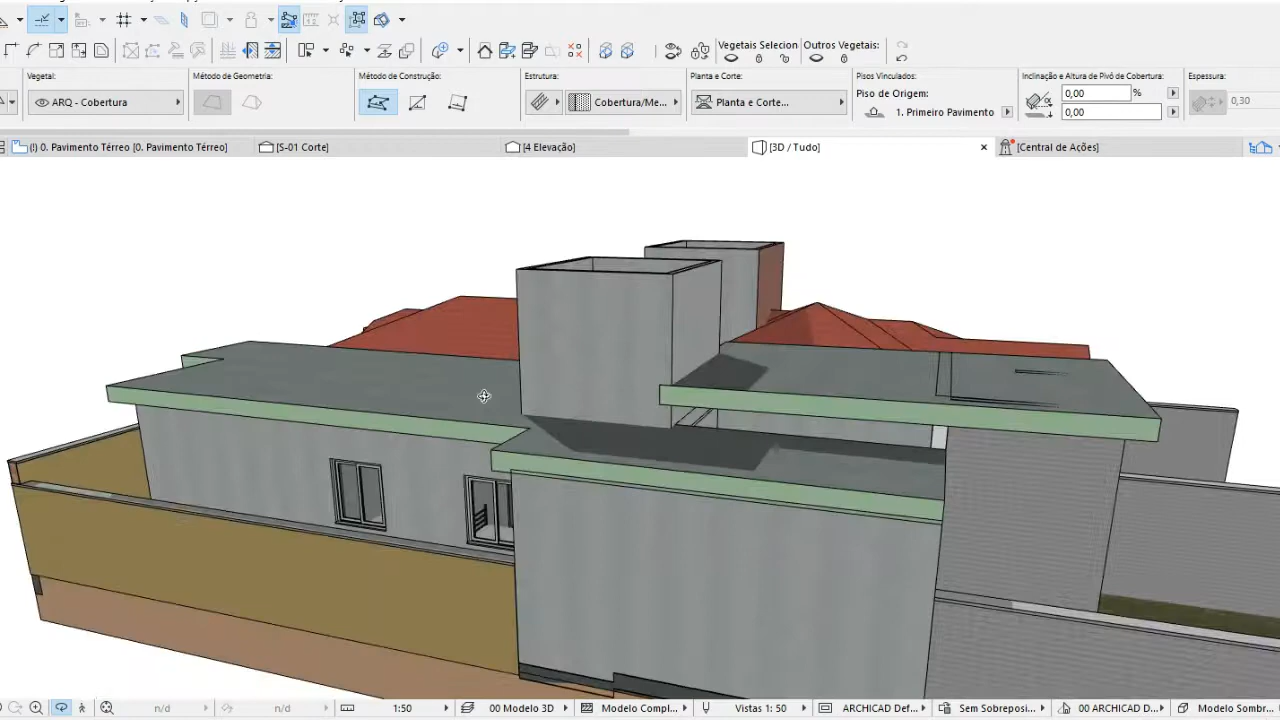 Vegetais Selecion
Outros Vegetais:
Vegetal:
Método de Geometria:
Método de Construção:
Estrutura:
Planta e Corte:
Pisos Vinculados:
Inclinação e Altura de Pivô de Cobertura:
Espessura:
ARQ - Cobertura
Cobertura/Me...
Planta e Corte...
Piso de Origem:
1. Primeiro Pavimento
0,00
%
0,00
0,30
(!) 0. Pavimento Térreo [0. Pavimento Térreo]
[S-01 Corte]
[4 Elevação]
[3D / Tudo]
[Central de Ações]
n/d
n/d
1:50
00 Modelo 3D
Modelo Compl...
Vistas 1: 50
ARCHICAD Def...
Sem Sobreposi...
00 ARCHICAD D...
Modelo Sombr...